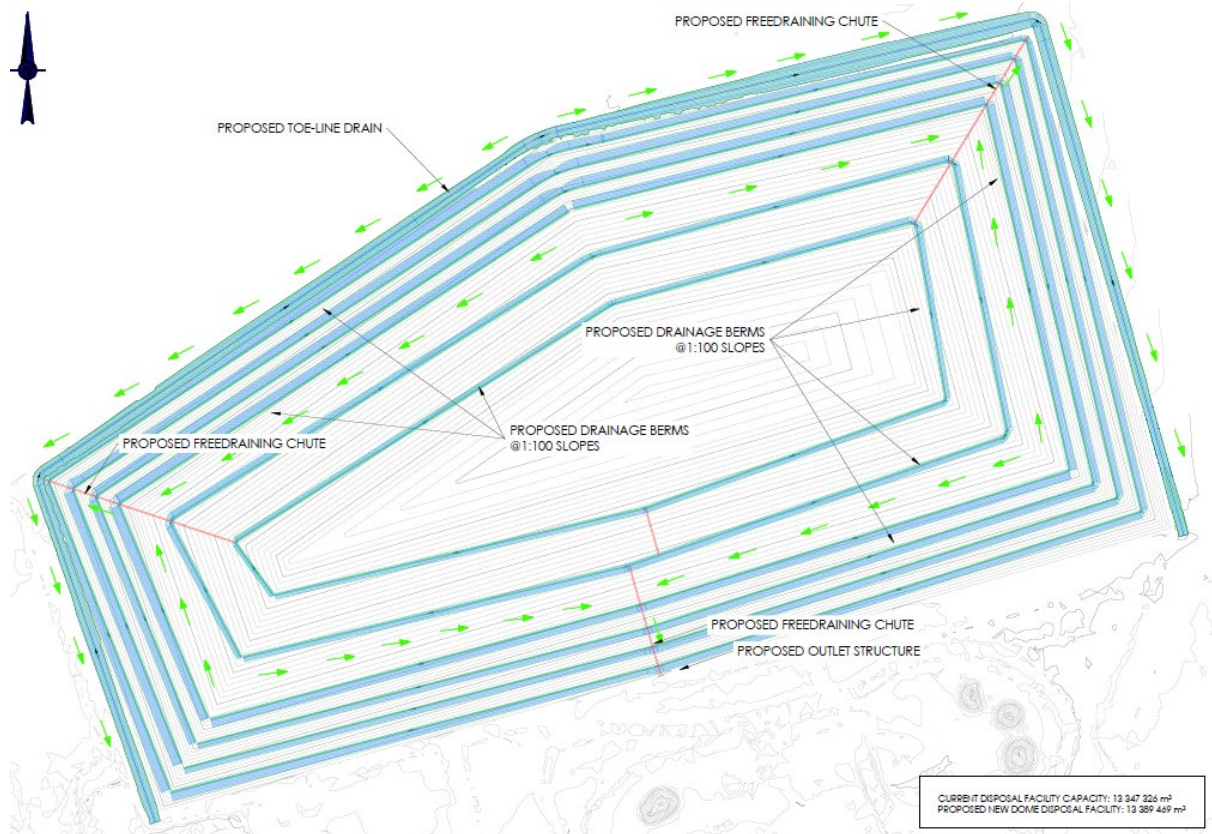 PROPOSED FREEDRAINING CHUTE
PROPOSED TOE-LINE DRAIN
PROPOSED DRAINAGE BERMS
@1:100 SLOPES
PROPOSED DRAINAGE BERMS
@1:100 SLOPES
PROPOSED FREEDRAINING CHUTE
PROPOSED FREEDRAINING CHUTE
PROPOSED OUTLET STRUCTURE
CURRENT DISPOSAL FACILITY CAPACITY: 13 347 326 m³
PROPOSED NEW DOME DISPOSAL FACILITY: 13 389 469 m³